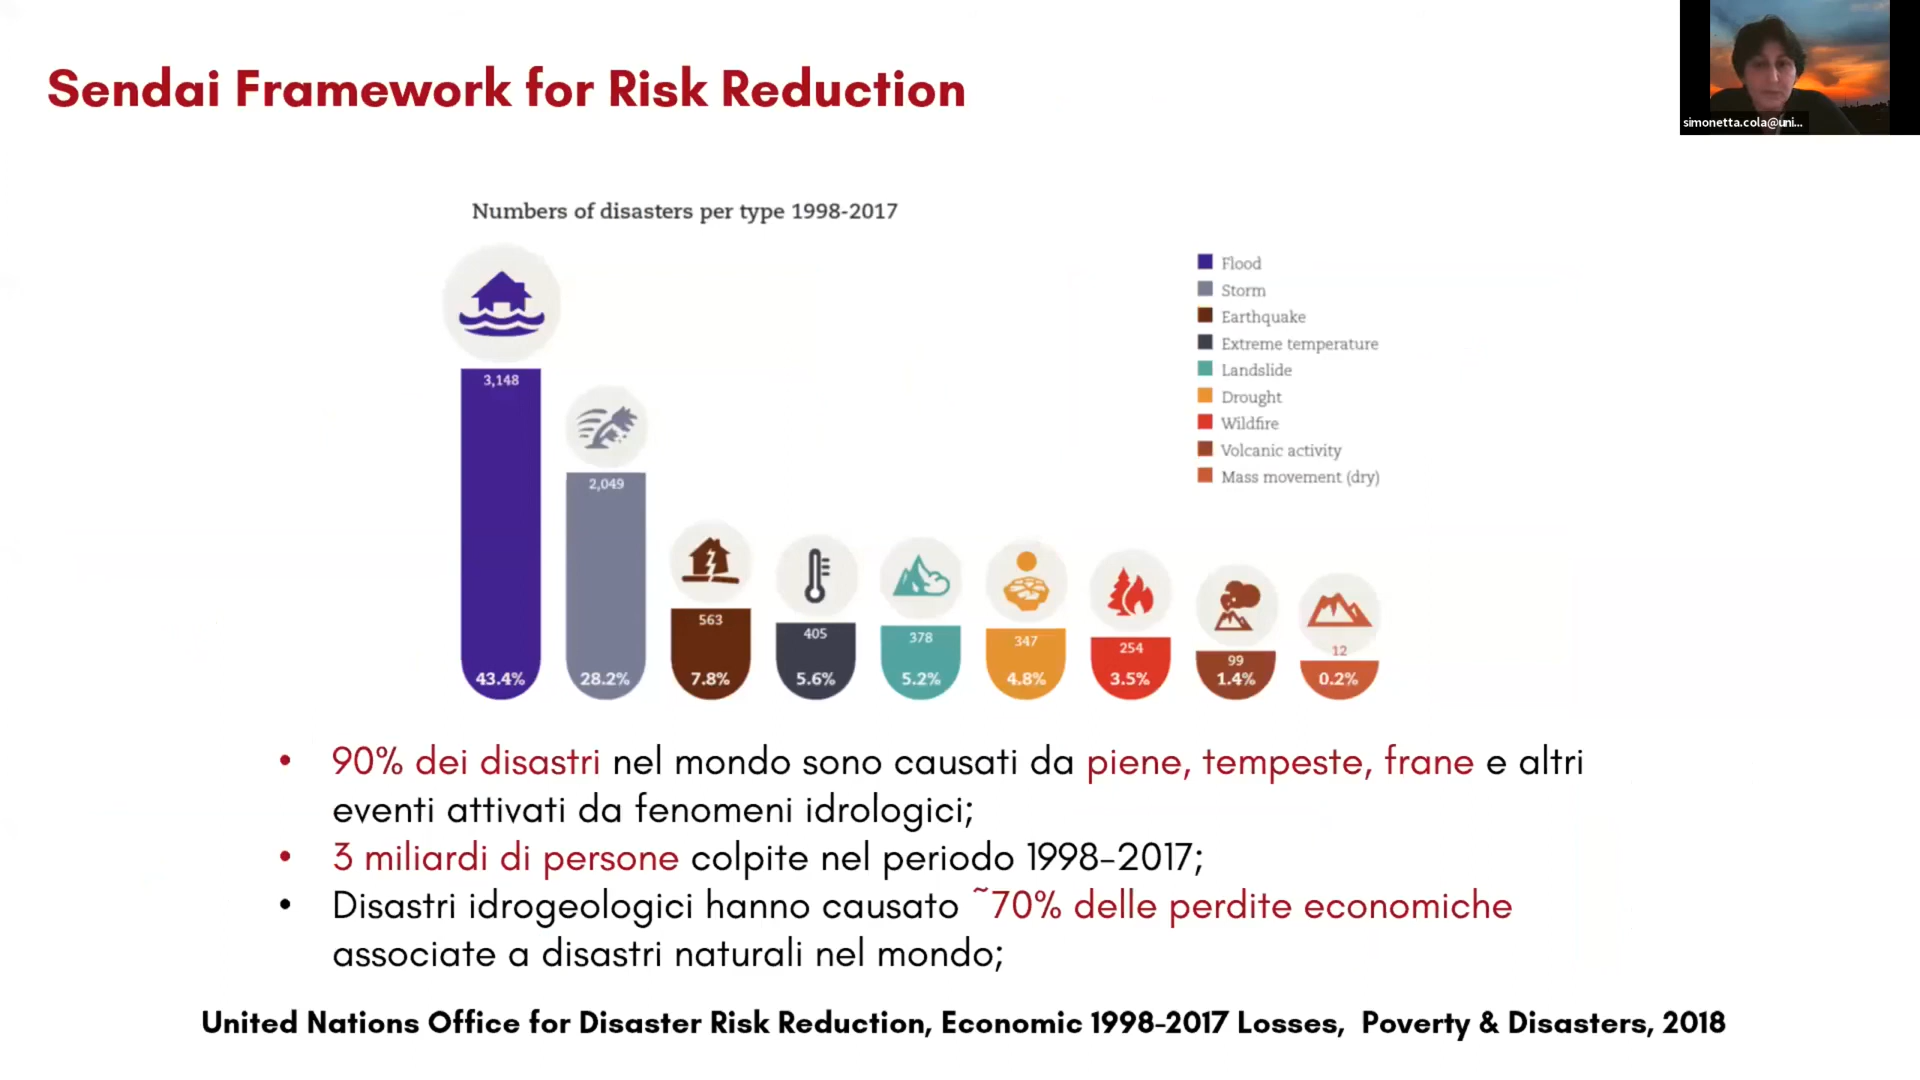 Sendai Framework for Risk Reduction
simonetta.cola@uni...
Numbers of disasters per type 1998-2017
Flood
Storm
Earthquake
Extreme temperature
Landslide
Drought
Wildfire
Volcanic activity
Mass movement (dry)
3,148
2,049
563
405
378
347
254
99
12
43.4%
28.2%
7.8%
5.6%
5.2%
4.8%
3.5%
1.4%
0.2%
• 90% dei disastri nel mondo sono causati da piene, tempeste, frane e altri
eventi attivati da fenomeni idrologici;
• 3 miliardi di persone colpite nel periodo 1998-2017;
• Disastri idrogeologici hanno causato ~70% delle perdite economiche
associate a disastri naturali nel mondo;
United Nations Office for Disaster Risk Reduction, Economic 1998-2017 Losses, Poverty & Disasters, 2018